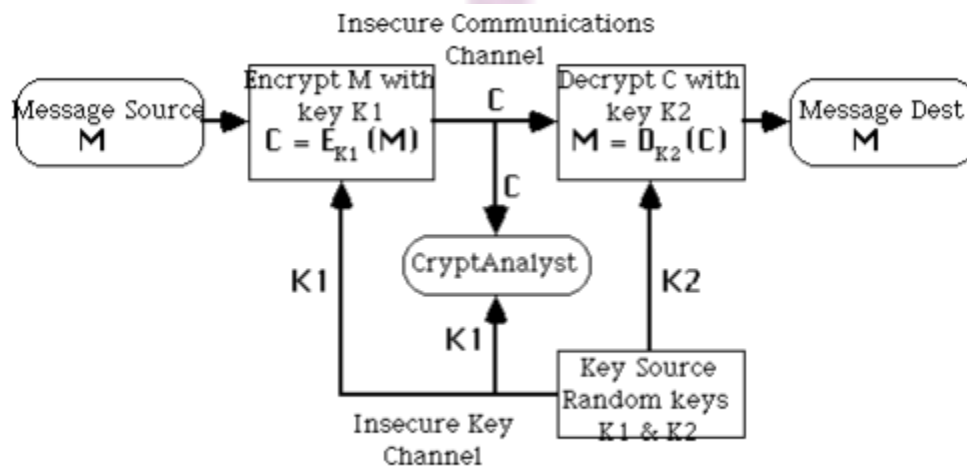 Insecure Communications
Channel
Message Source
M
Encrypt M with
key K1
C = E_K1 (M)
C
Decrypt C with
key K2
M = D_K2 (C)
Message Dest
M
C
CryptAnalyst
K1
K1
K2
Key Source
Random keys
K1 & K2
Insecure Key
Channel